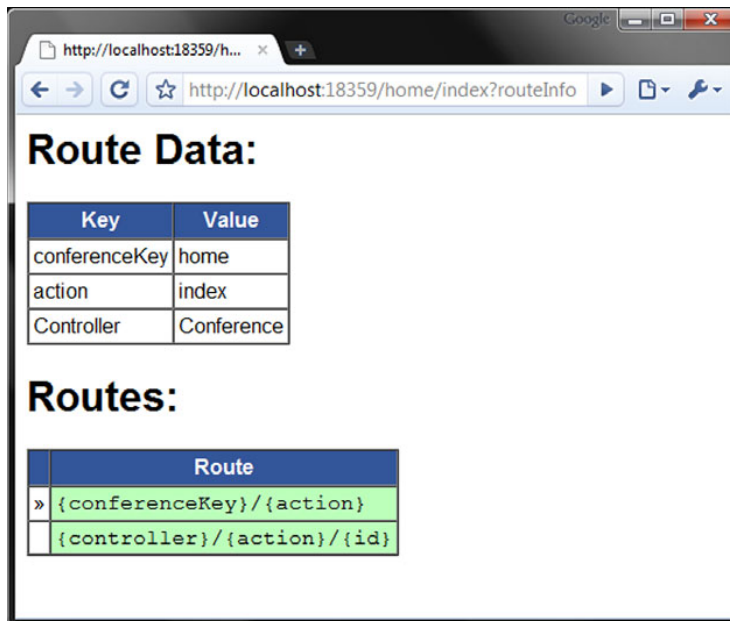 Google
http://localhost:18359/h...
http://localhost:18359/home/index?routeInfo
Route Data:
Key Value
conferenceKey home
action index
Controller Conference
Routes:
Route
» {conferenceKey}/{action}
{controller}/{action}/{id}